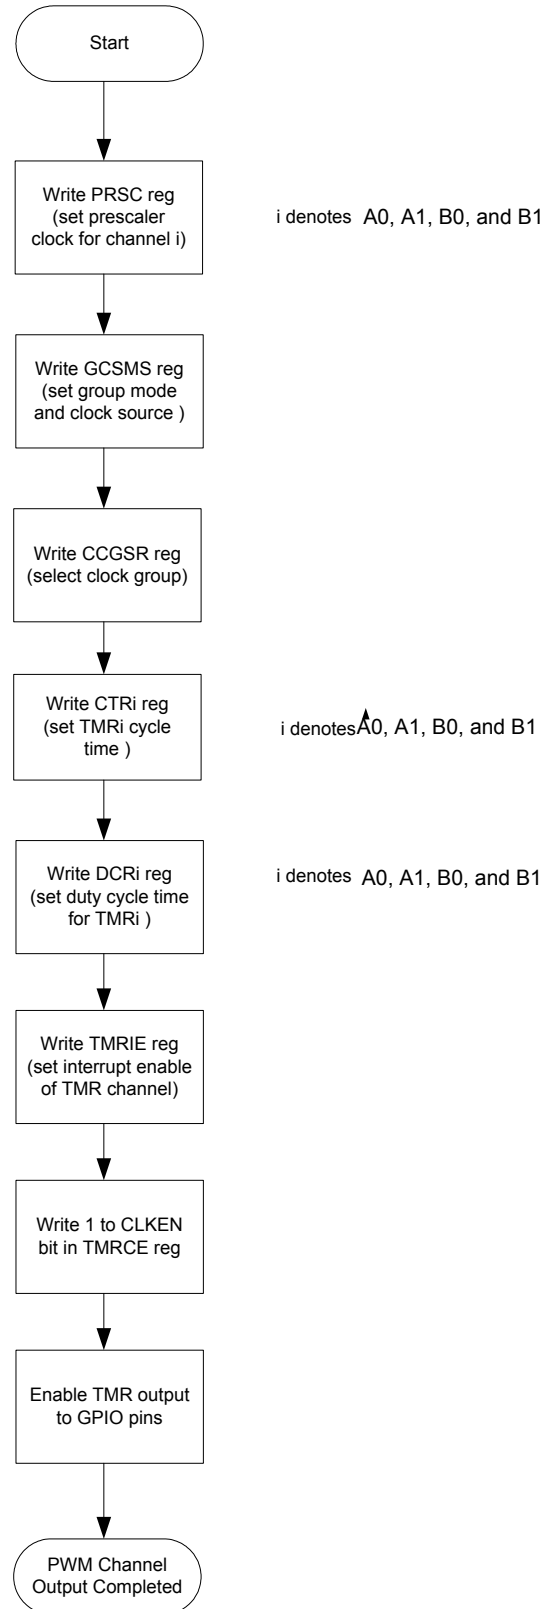 Start
Write PRSC reg
(set prescaler
clock for channel i)
i denotes A0, A1, B0, and B1
Write GCSMS reg
(set group mode
and clock source )
Write CCGSR reg
(select clock group)
Write CTRi reg
(set TMRi cycle
time )
i denotes A0, A1, B0, and B1
Write DCRi reg
(set duty cycle time
for TMRi )
i denotes A0, A1, B0, and B1
Write TMRIE reg
(set interrupt enable
of TMR channel)
Write 1 to CLKEN
bit in TMRCE reg
Enable TMR output
to GPIO pins
PWM Channel
Output Completed